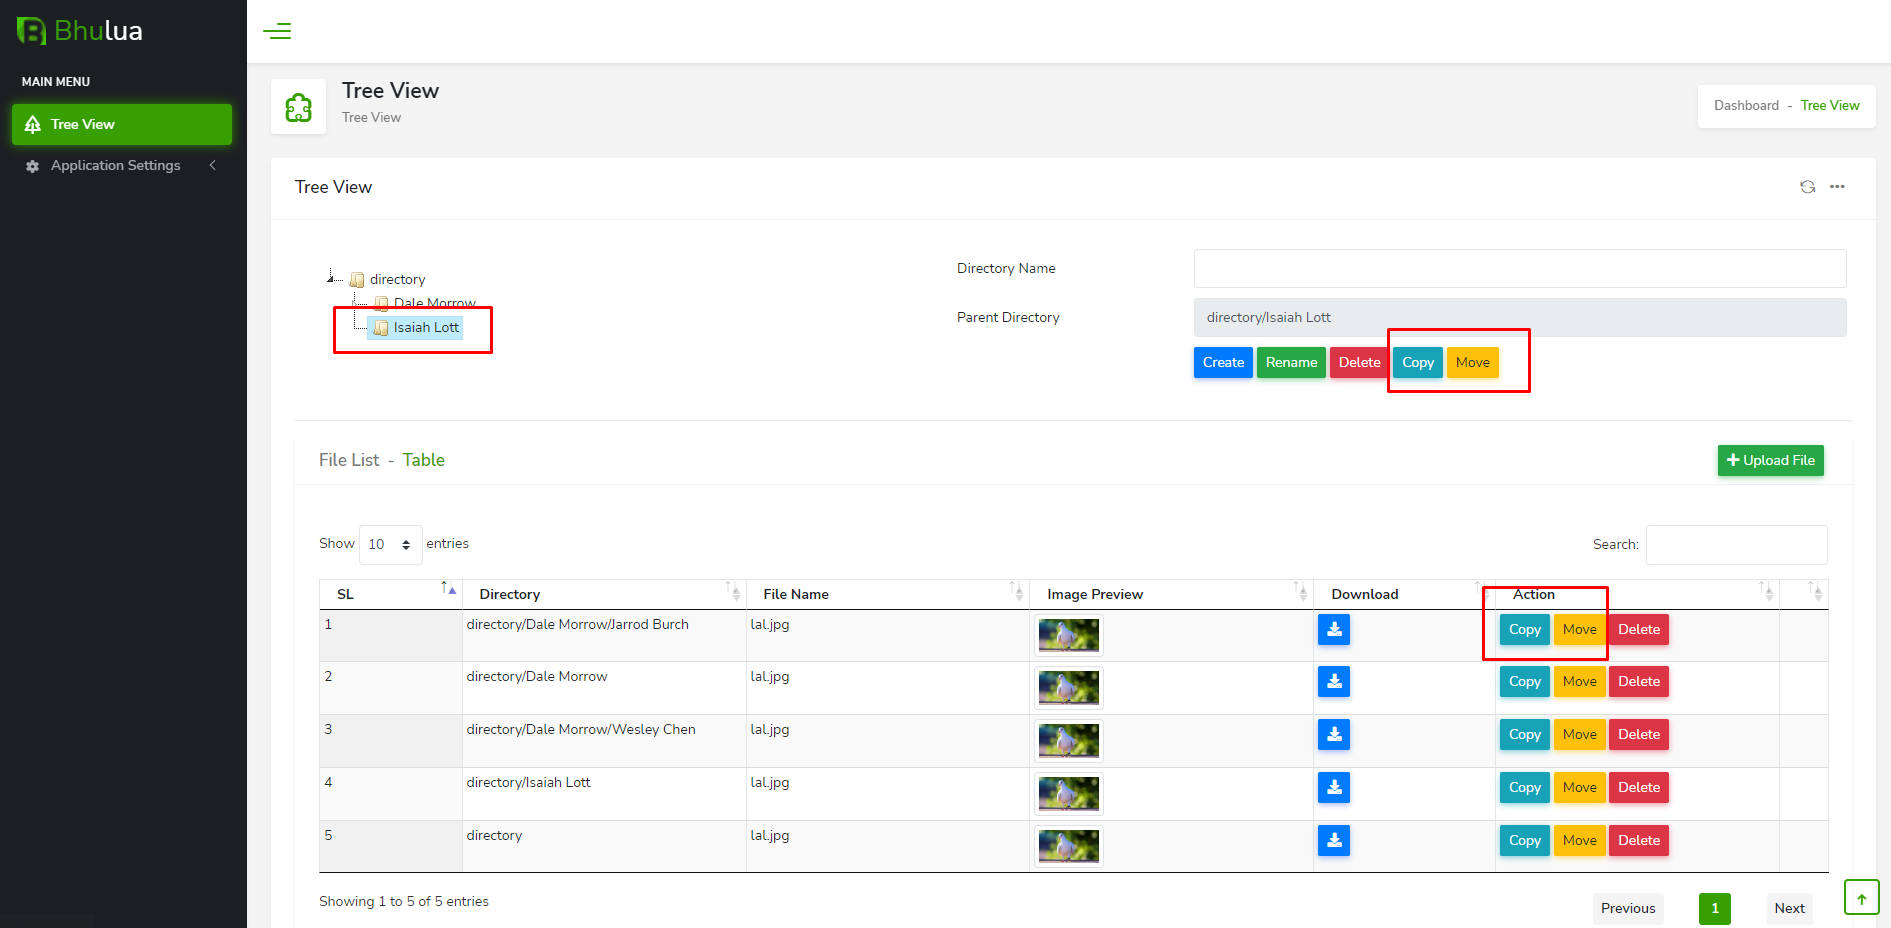 Bhulua
MAIN MENU
Tree View
Application Settings
Tree View
Tree View
Dashboard - Tree View
Tree View
directory
Dale Morrow
Isaiah Lott
Directory Name
Parent Directory
directory/Isaiah Lott
Create Rename Delete Copy Move
File List - Table
Upload File
Show 10 entries
Search:
SL Directory File Name Image Preview Download Action
1 directory/Dale Morrow/Jarrod Burch lal.jpg Copy Move Delete
2 directory/Dale Morrow lal.jpg Copy Move Delete
3 directory/Dale Morrow/Wesley Chen lal.jpg Copy Move Delete
4 directory/Isaiah Lott lal.jpg Copy Move Delete
5 directory lal.jpg Copy Move Delete
Showing 1 to 5 of 5 entries
Previous 1 Next